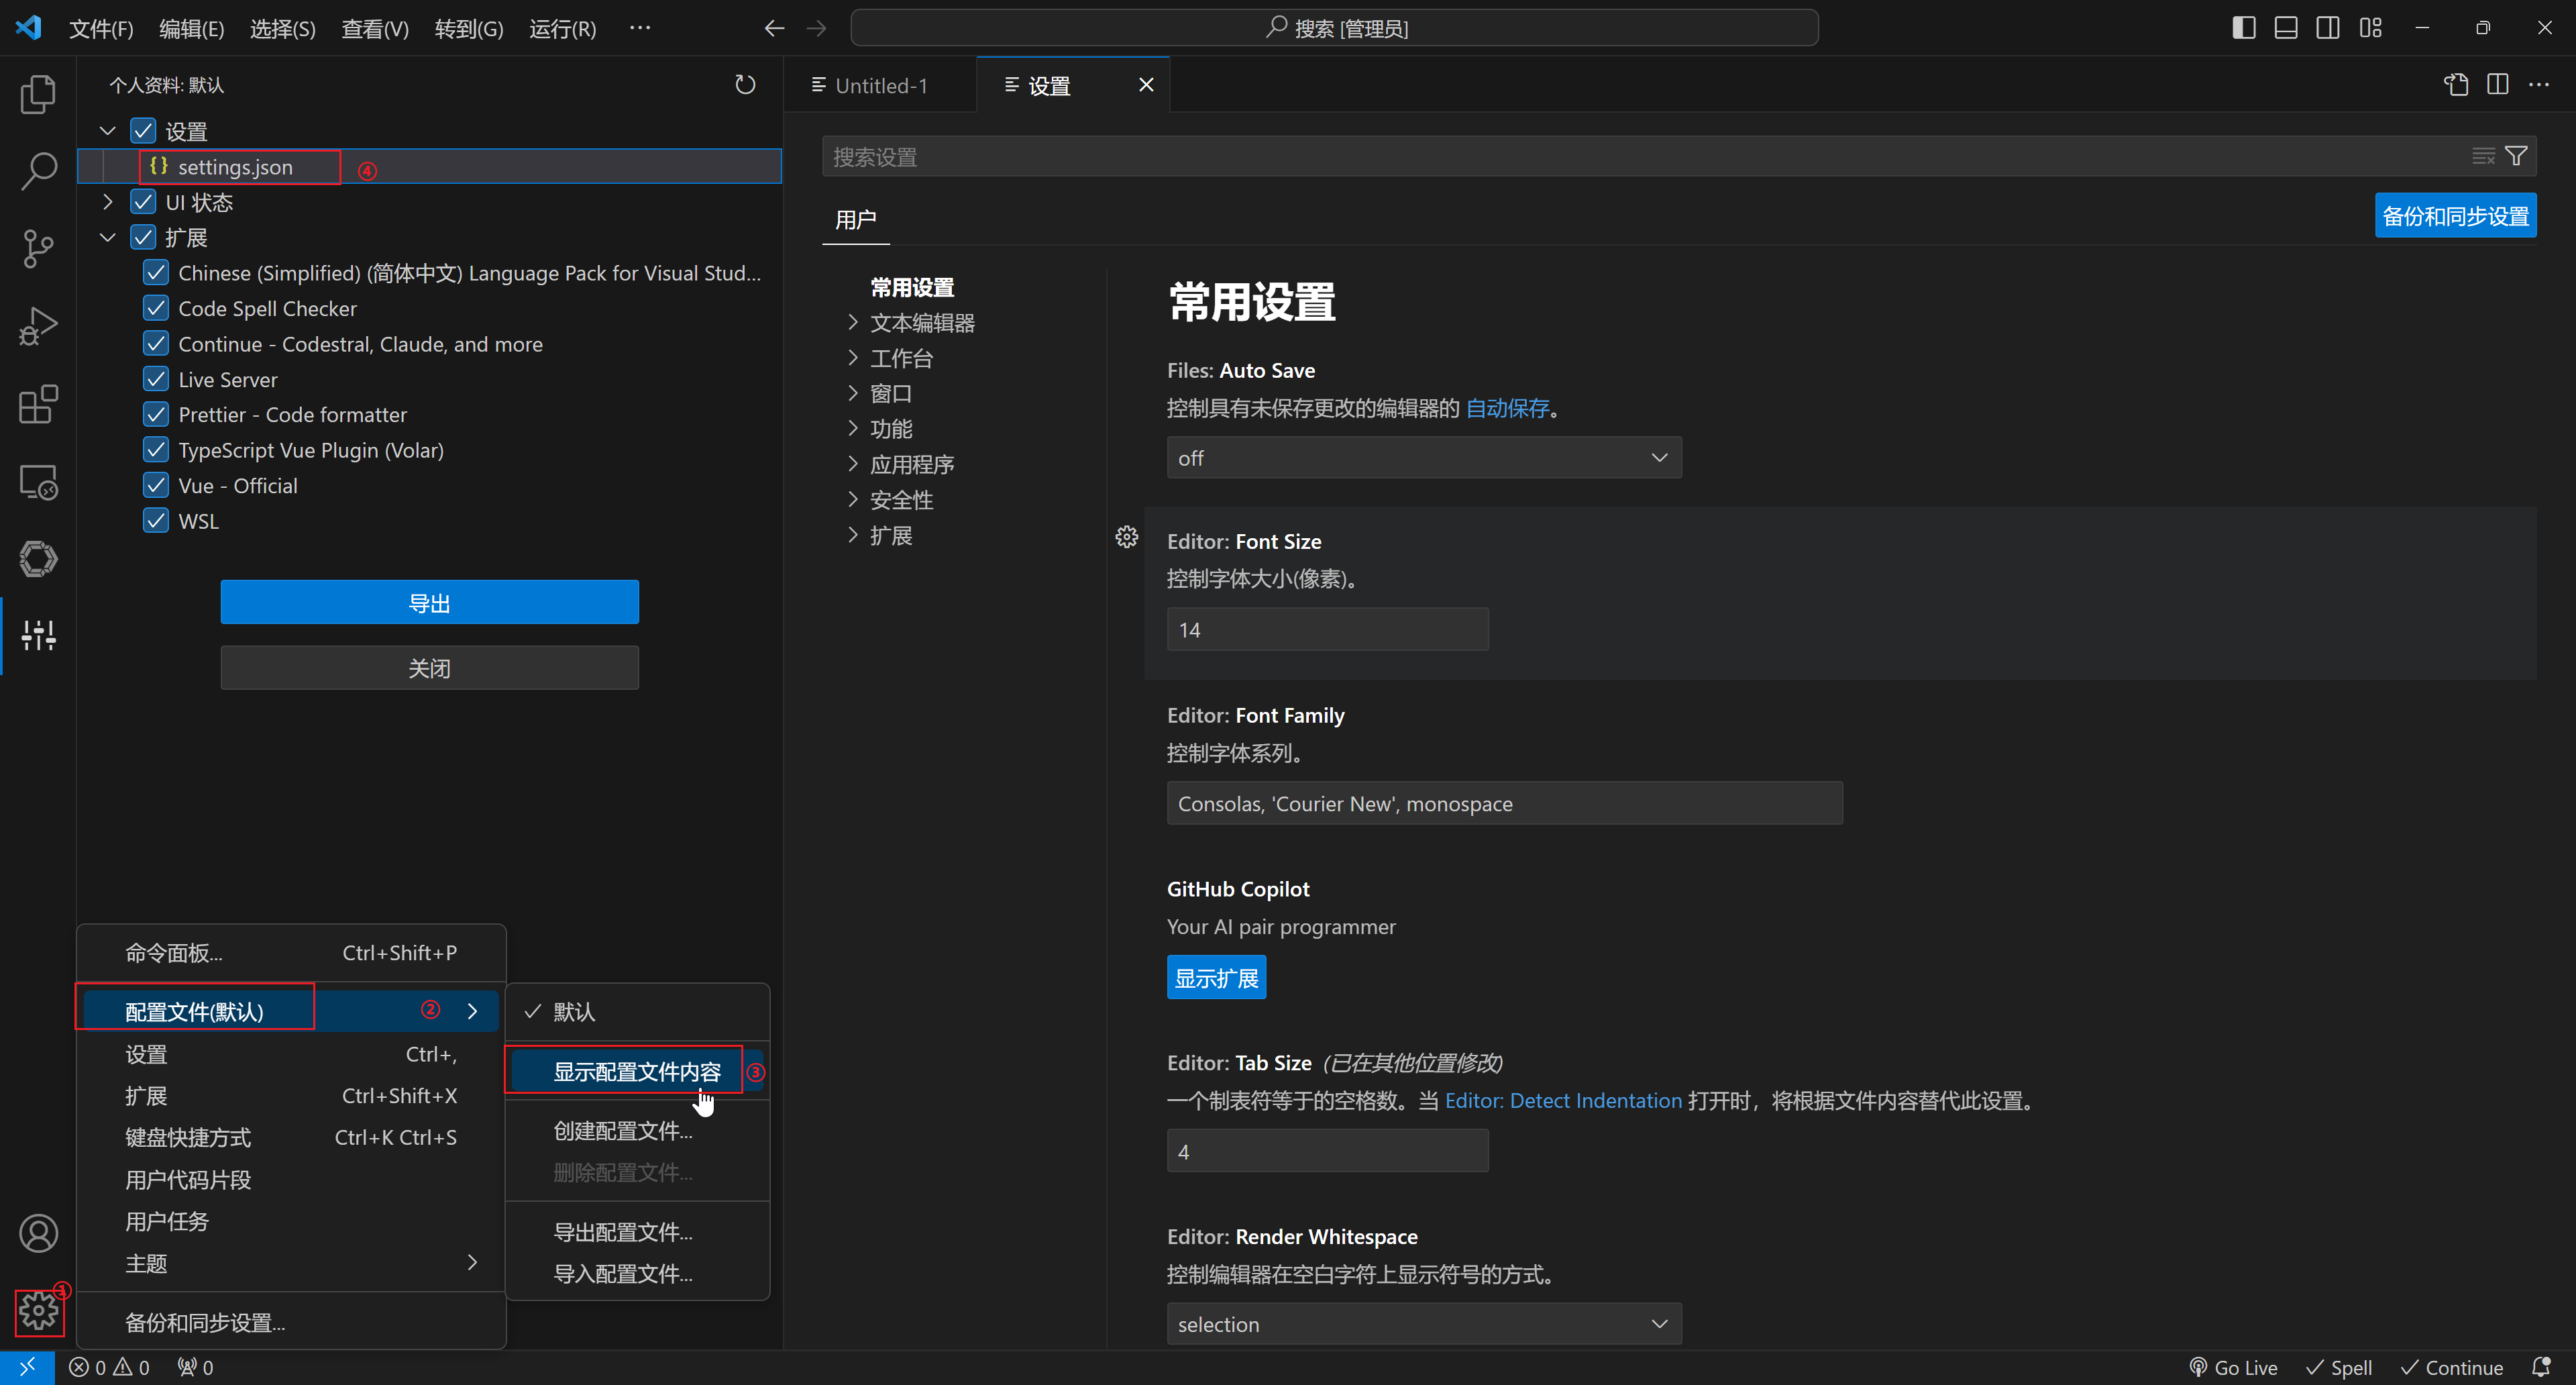 文件(F) 编辑(E) 选择(S) 查看(V) 转到(G) 运行(R) ··· 搜索 [管理员]
个人资料: 默认
设置
settings.json ④
UI 状态
扩展
Chinese (Simplified) (简体中文) Language Pack for Visual Stud...
Code Spell Checker
Continue - Codestral, Claude, and more
Live Server
Prettier - Code formatter
TypeScript Vue Plugin (Volar)
Vue - Official
WSL
导出
关闭
命令面板... Ctrl+Shift+P
配置文件(默认) ②
设置 Ctrl+,
扩展 Ctrl+Shift+X
键盘快捷方式 Ctrl+K Ctrl+S
用户代码片段
用户任务
主题
备份和同步设置...
①
默认
显示配置文件内容 ③
创建配置文件...
删除配置文件...
导出配置文件...
导入配置文件...
Untitled-1 设置
搜索设置
用户
备份和同步设置
常用设置
文本编辑器
工作台
窗口
功能
应用程序
安全性
扩展
常用设置
Files: Auto Save
控制具有未保存更改的编辑器的 自动保存。
off
Editor: Font Size
控制字体大小(像素)。
14
Editor: Font Family
控制字体系列。
Consolas, 'Courier New', monospace
GitHub Copilot
Your AI pair programmer
显示扩展
Editor: Tab Size (已在其他位置修改)
一个制表符等于的空格数。当 Editor: Detect Indentation 打开时，将根据文件内容替代此设置。
4
Editor: Render Whitespace
控制编辑器在空白字符上显示符号的方式。
selection
0 0 0 Go Live Spell Continue